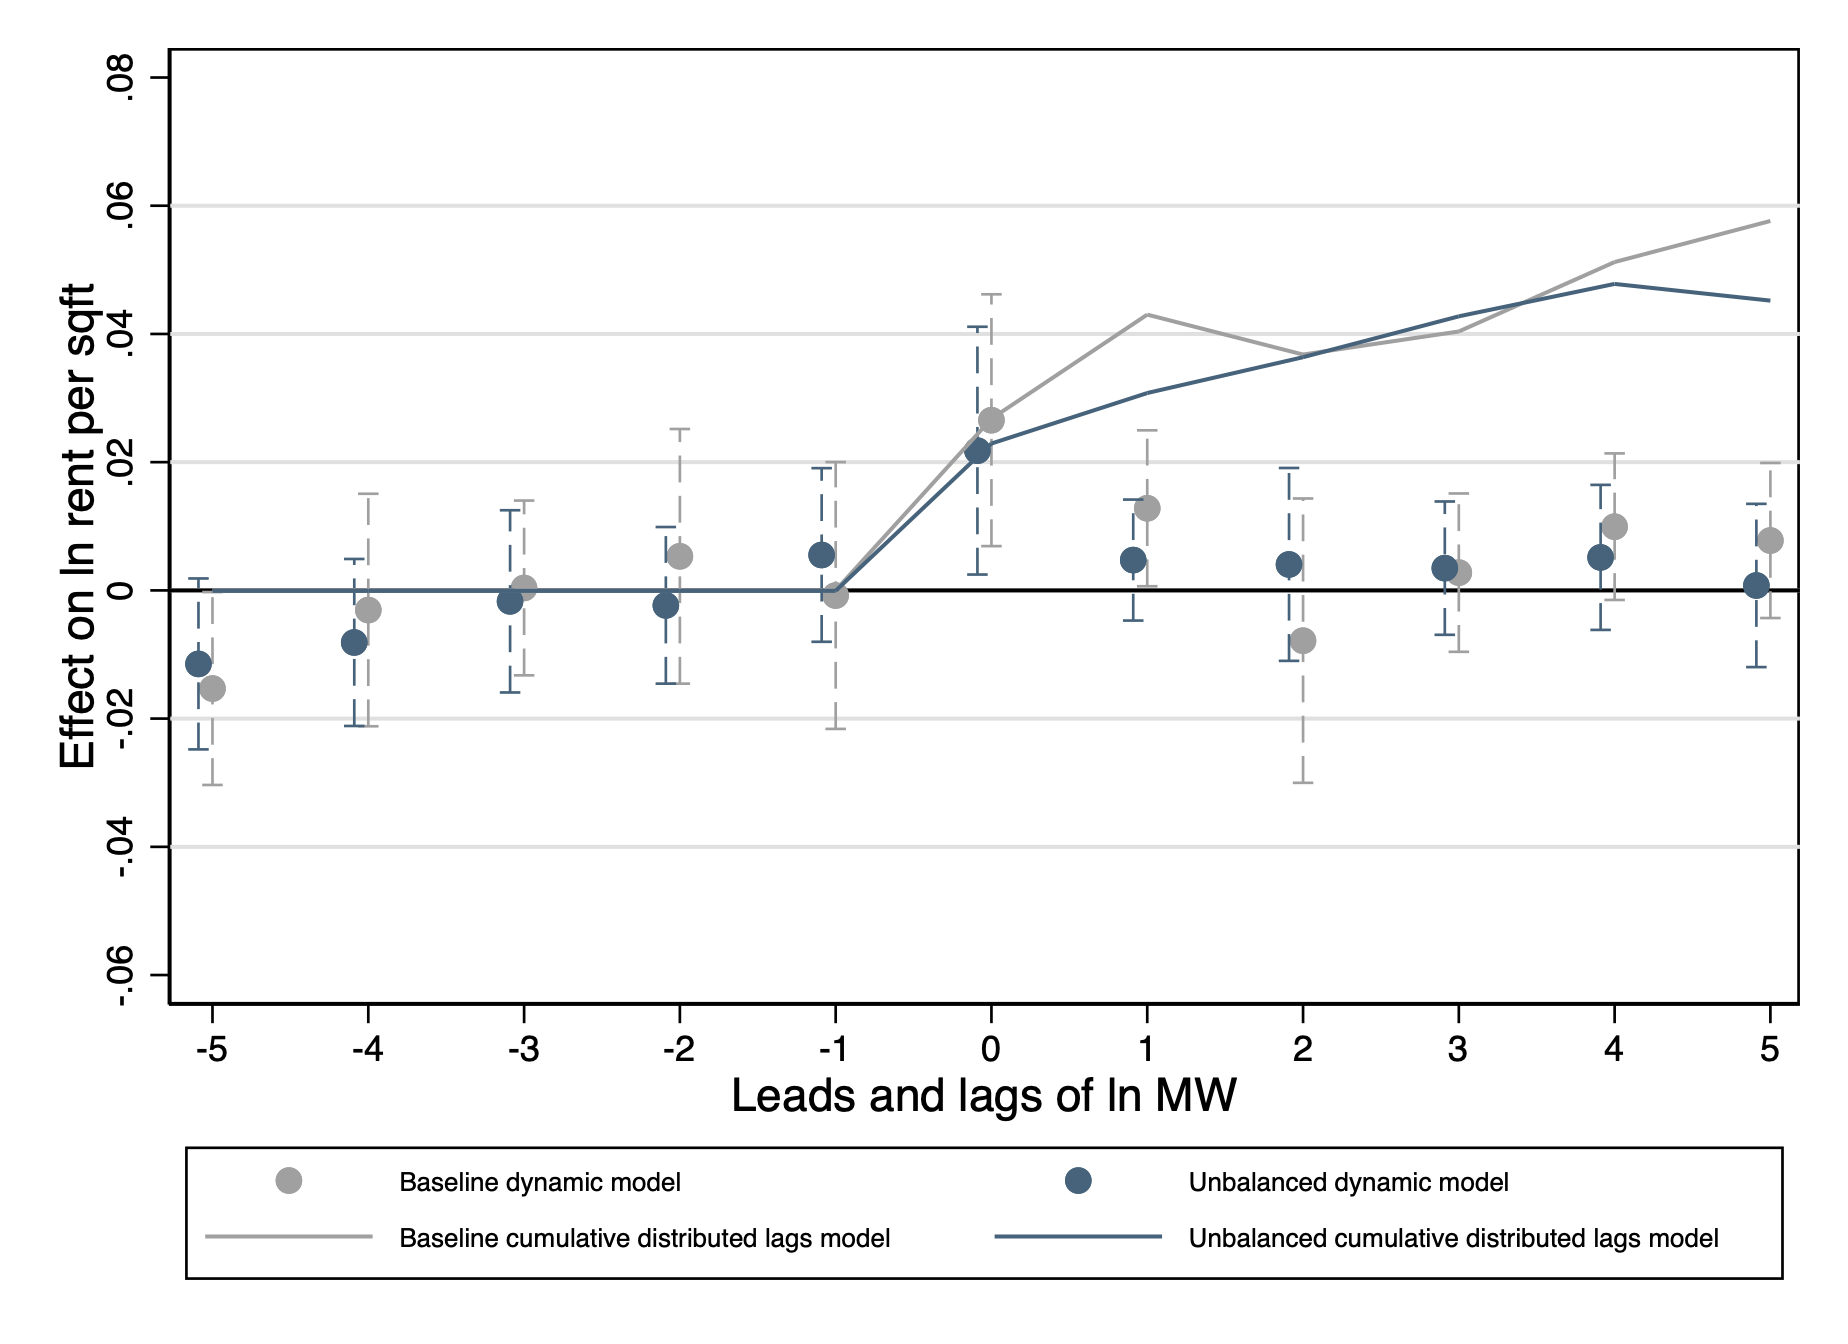 Effect on ln rent per sqft
.08
.06
.04
.02
0
-.02
-.04
-.06
-5 -4 -3 -2 -1 0 1 2 3 4 5
Leads and lags of ln MW
Baseline dynamic model Unbalanced dynamic model
Baseline cumulative distributed lags model Unbalanced cumulative distributed lags model